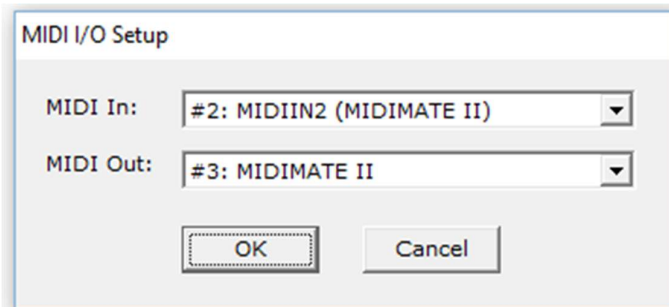 MIDI I/O Setup
MIDI In: #2: MIDIIN2 (MIDIMATE II)
MIDI Out: #3: MIDIMATE II
OK Cancel